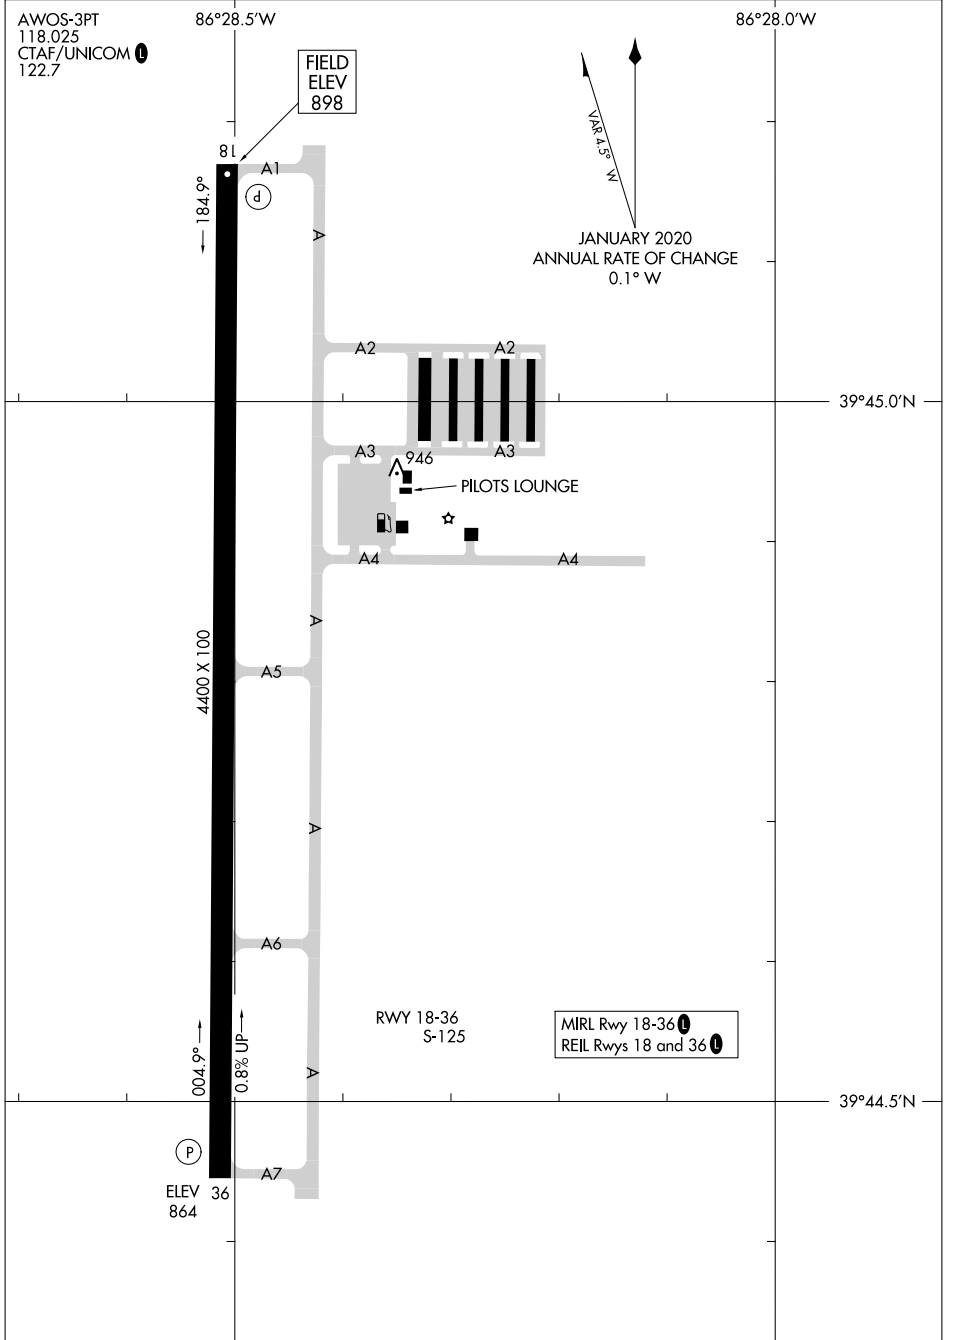 AWOS-3PT
118.025
CTAF/UNICOM L
122.7
86°28.5'W
86°28.0'W
FIELD
ELEV
898
VAR 4.5° W
JANUARY 2020
ANNUAL RATE OF CHANGE
0.1° W
18
A1
P
184.9°
A
A2
A2
39°45.0'N
A3
A3
946
PILOTS LOUNGE
A4
A4
A
4400 X 100
A5
A
A6
RWY 18-36
S-125
MIRL Rwy 18-36 L
REIL Rwys 18 and 36 L
004.9°
0.8% UP
A
39°44.5'N
P
A7
ELEV 36
864